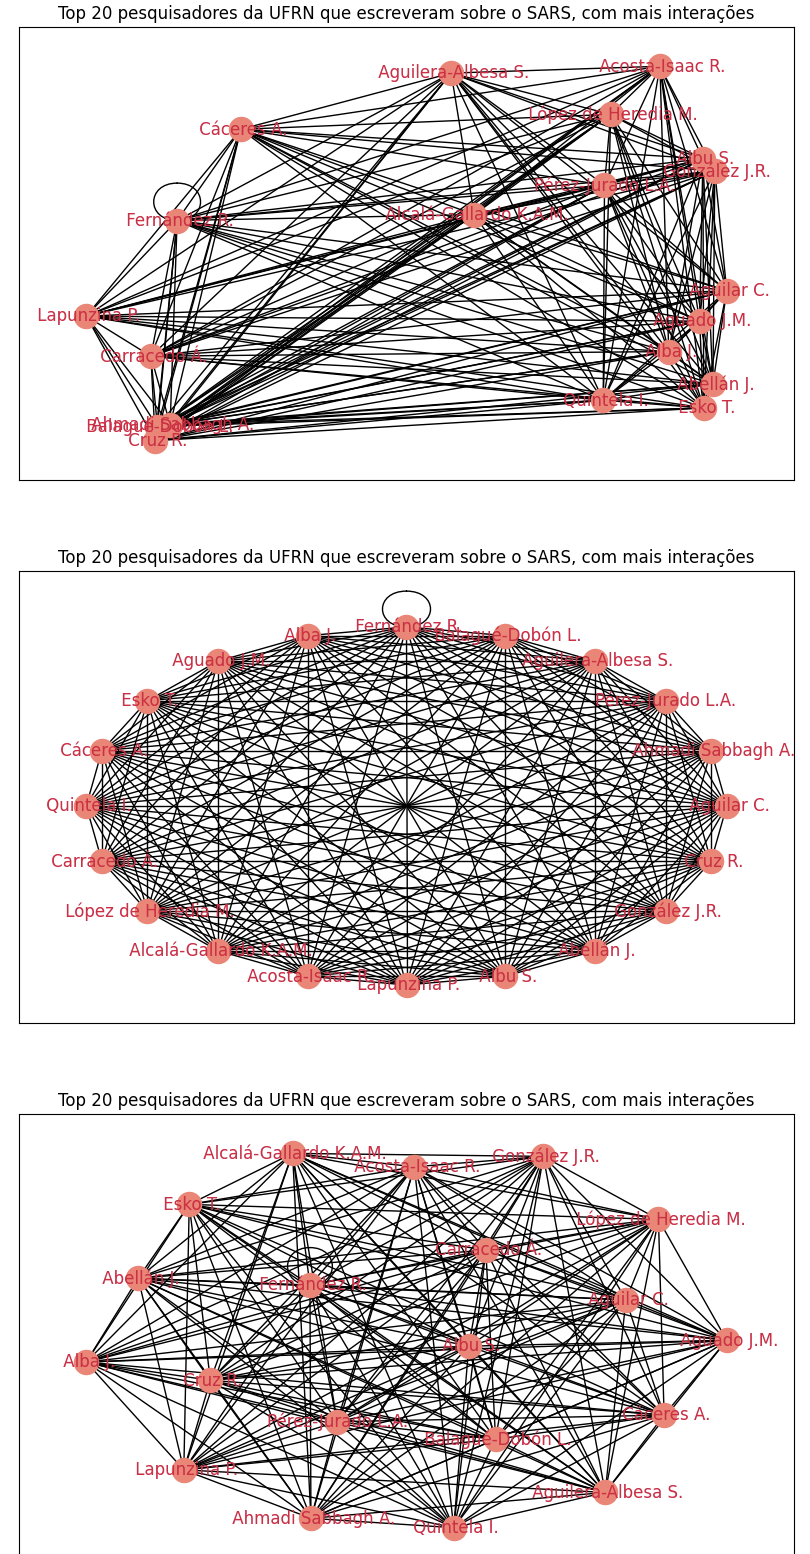 Top 20 pesquisadores da UFRN que escreveram sobre o SARS, com mais interações
Acosta-Isaac R.
Aguilera-Albesa S.
López de Heredia M.
Cáceres A.
Albu S.
González J.R.
Pérez-Jurado L.A.
Alcalá-Gallardo K.A.M.
Fernández R.
Aguilar C.
Lapunzina P.
Aguado J.M.
Alba J.
Carracedo Á.
Abellán J.
Quintela I.
Esko T.
Ahmadi Sabbagh A.
Balagué-Dobón L.
Cruz R.
Top 20 pesquisadores da UFRN que escreveram sobre o SARS, com mais interações
Fernández R.
Alba J.
Balagué-Dobón L.
Aguado J.M.
Aguilera-Albesa S.
Esko T.
Pérez-Jurado L.A.
Cáceres A.
Ahmadi Sabbagh A.
Quintela I.
Aguilar C.
Carracedo Á.
Cruz R.
López de Heredia M.
González J.R.
Alcalá-Gallardo K.A.M.
Abellán J.
Acosta-Isaac R.
Albu S.
Lapunzina P.
Top 20 pesquisadores da UFRN que escreveram sobre o SARS, com mais interações
Alcalá-Gallardo K.A.M.
González J.R.
Acosta-Isaac R.
Esko T.
López de Heredia M.
Carracedo Á.
Abellán J.
Fernández R.
Aguilar C.
Aguado J.M.
Albu S.
Alba J.
Cruz R.
Cáceres A.
Pérez-Jurado L.A.
Balagué-Dobón L.
Lapunzina P.
Aguilera-Albesa S.
Ahmadi Sabbagh A.
Quintela I.